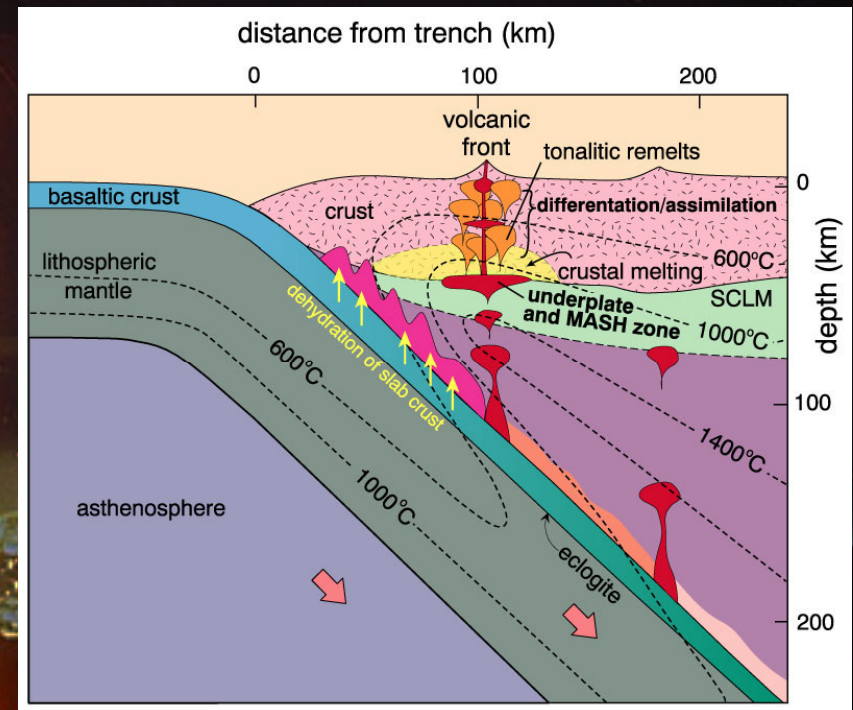 distance from trench (km)
0
100
200
volcanic
front
tonalitic remelts
0
basaltic crust
differentation/assimilation
crust
600°C
lithospheric
mantle
crustal melting
SCLM
underplate
and MASH zone
1000°C
depth (km)
dehydration of slab crust
600°C
100
1400°C
1000°C
asthenosphere
eclogite
200